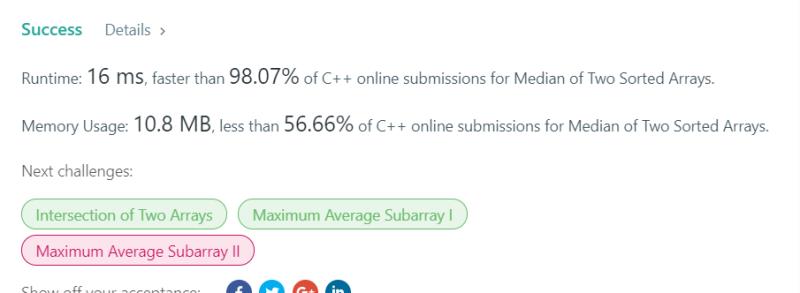 Success Details >
Runtime: 16 ms, faster than 98.07% of C++ online submissions for Median of Two Sorted Arrays.
Memory Usage: 10.8 MB, less than 56.66% of C++ online submissions for Median of Two Sorted Arrays.
Next challenges:
Intersection of Two Arrays Maximum Average Subarray I
Maximum Average Subarray II
Show off your acceptance: